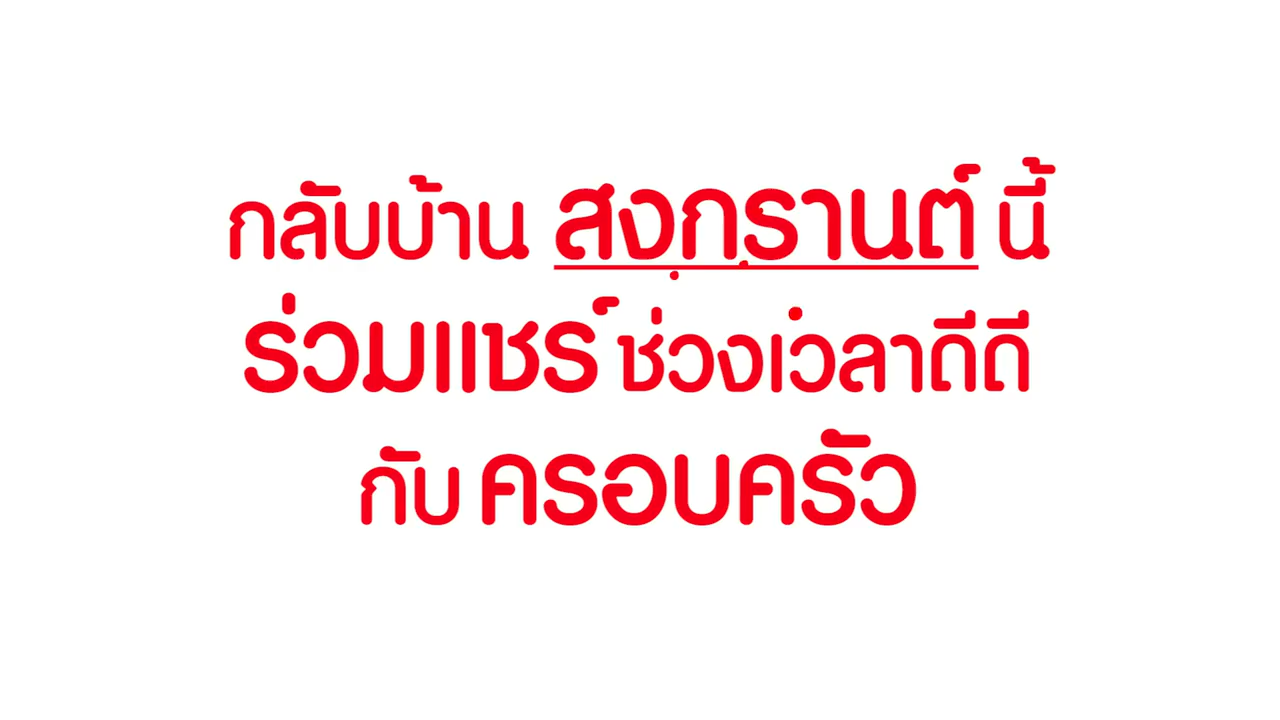 กลับบ้าน สงกรานต์ นี้
ร่วมแชร์ ช่วงเวลาดีดี
กับ ครอบครัว